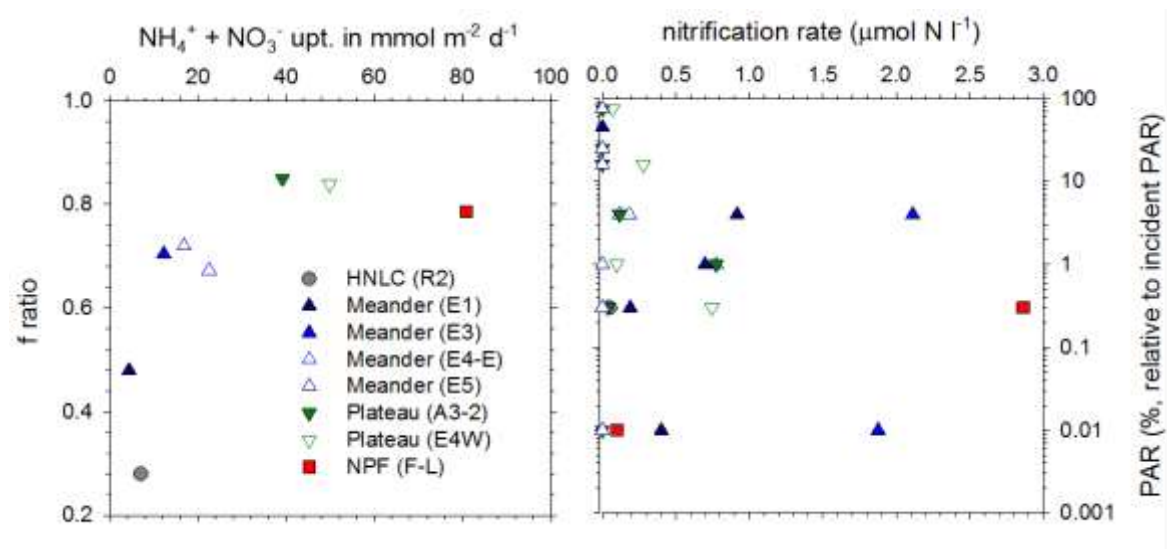 NH₄⁺ + NO₃⁻ upt. in mmol m⁻² d⁻¹
0 20 40 60 80 100
1.0
0.8
0.6
0.4
0.2
f ratio
HNLC (R2)
Meander (E1)
Meander (E3)
Meander (E4-E)
Meander (E5)
Plateau (A3-2)
Plateau (E4W)
NPF (F-L)
nitrification rate (μmol N l⁻¹)
0.0 0.5 1.0 1.5 2.0 2.5 3.0
100
10
1
0.1
0.01
0.001
PAR (%, relative to incident PAR)